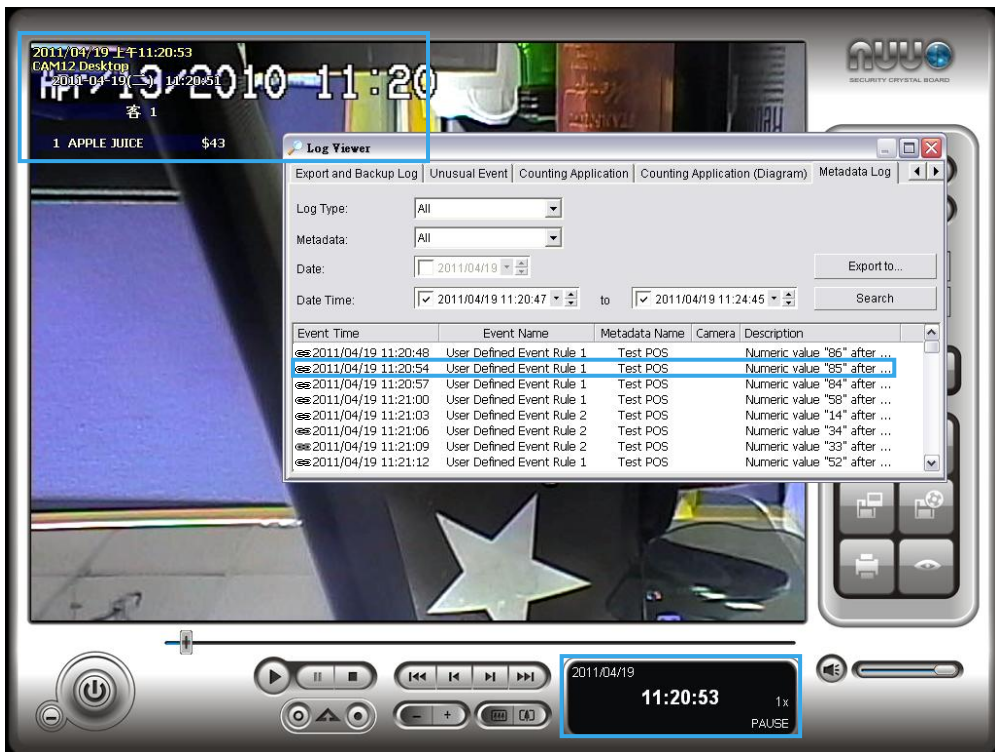 2011/04/19 上午11:20:53
CAM12 Desktop
2011-04-19(二) 11:20:51
Apr/19/2010 11:20
客 1
1 APPLE JUICE $43
NUUO
SECURITY CRYSTAL BOARD
Log Viewer
Export and Backup Log Unusual Event Counting Application Counting Application (Diagram) Metadata Log
Log Type: All
Metadata: All
Date: 2011/04/19
Export to...
Date Time: 2011/04/19 11:20:47 to 2011/04/19 11:24:45 Search
Event Time Event Name Metadata Name Camera Description
2011/04/19 11:20:48 User Defined Event Rule 1 Test POS Numeric value "86" after ...
2011/04/19 11:20:54 User Defined Event Rule 1 Test POS Numeric value "85" after ...
2011/04/19 11:20:57 User Defined Event Rule 1 Test POS Numeric value "84" after ...
2011/04/19 11:21:00 User Defined Event Rule 1 Test POS Numeric value "58" after ...
2011/04/19 11:21:03 User Defined Event Rule 2 Test POS Numeric value "14" after ...
2011/04/19 11:21:06 User Defined Event Rule 2 Test POS Numeric value "34" after ...
2011/04/19 11:21:09 User Defined Event Rule 2 Test POS Numeric value "33" after ...
2011/04/19 11:21:12 User Defined Event Rule 1 Test POS Numeric value "52" after ...
2011/04/19
11:20:53
1x
PAUSE